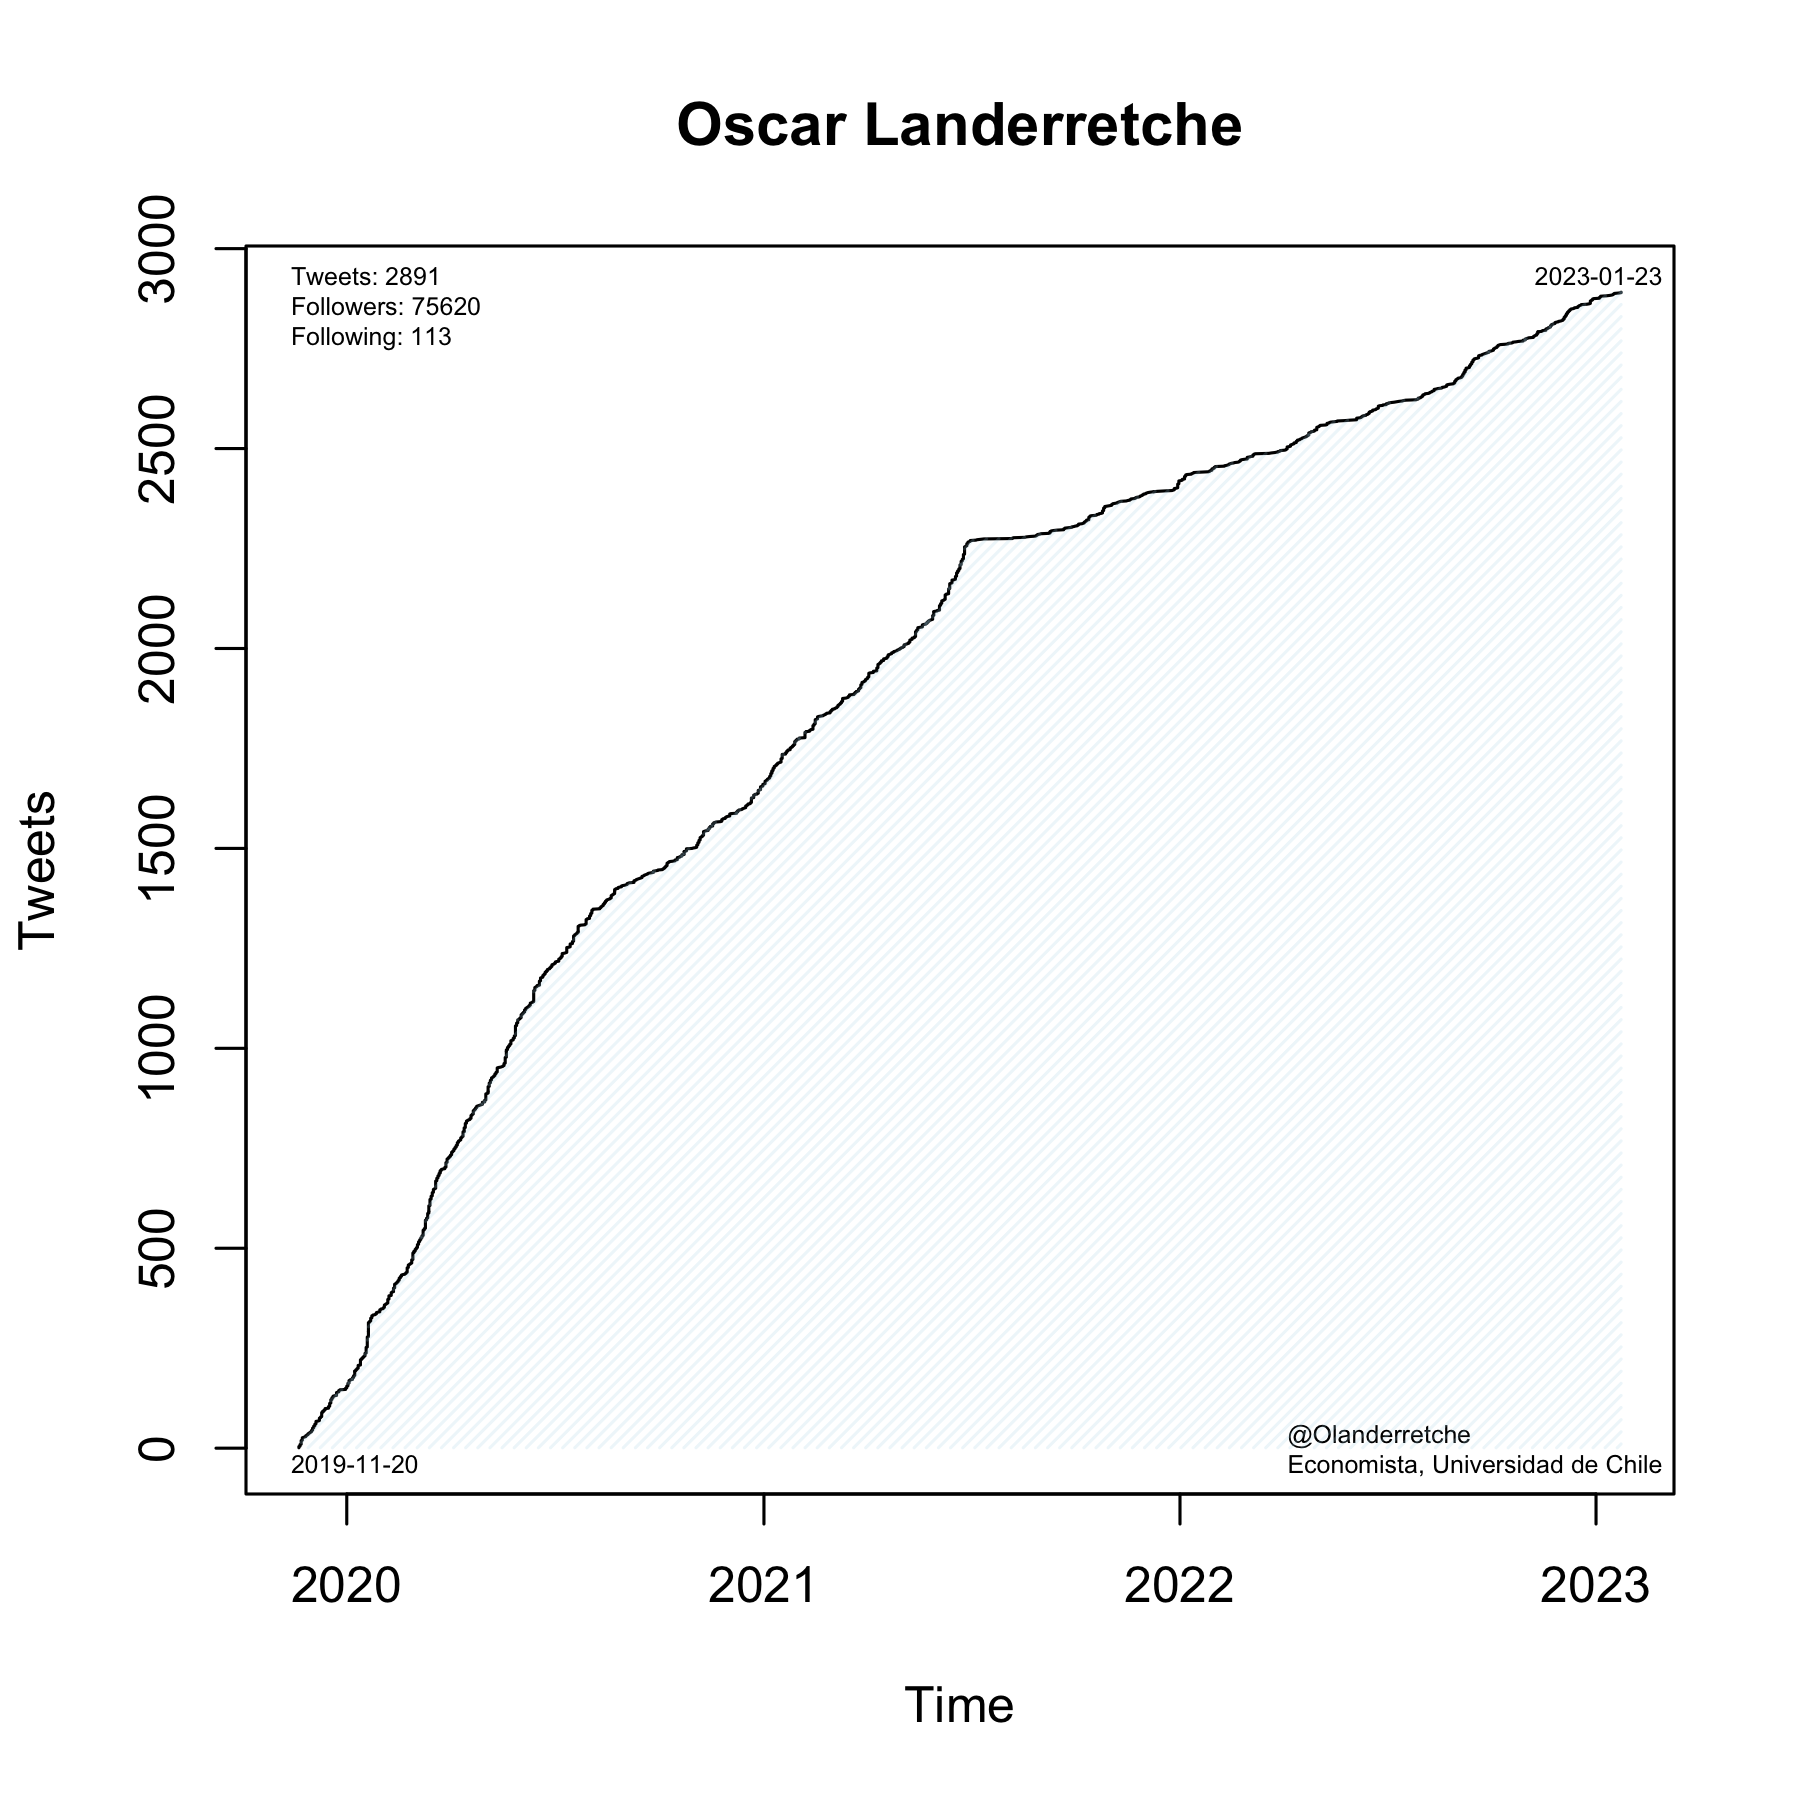 Oscar Landerretche
Tweets: 2891
Followers: 75620
Following: 113
2023-01-23
3000
2500
2000
1500
1000
500
0
Tweets
@Olanderretche
Economista, Universidad de Chile
2019-11-20
2020 2021 2022 2023
Time